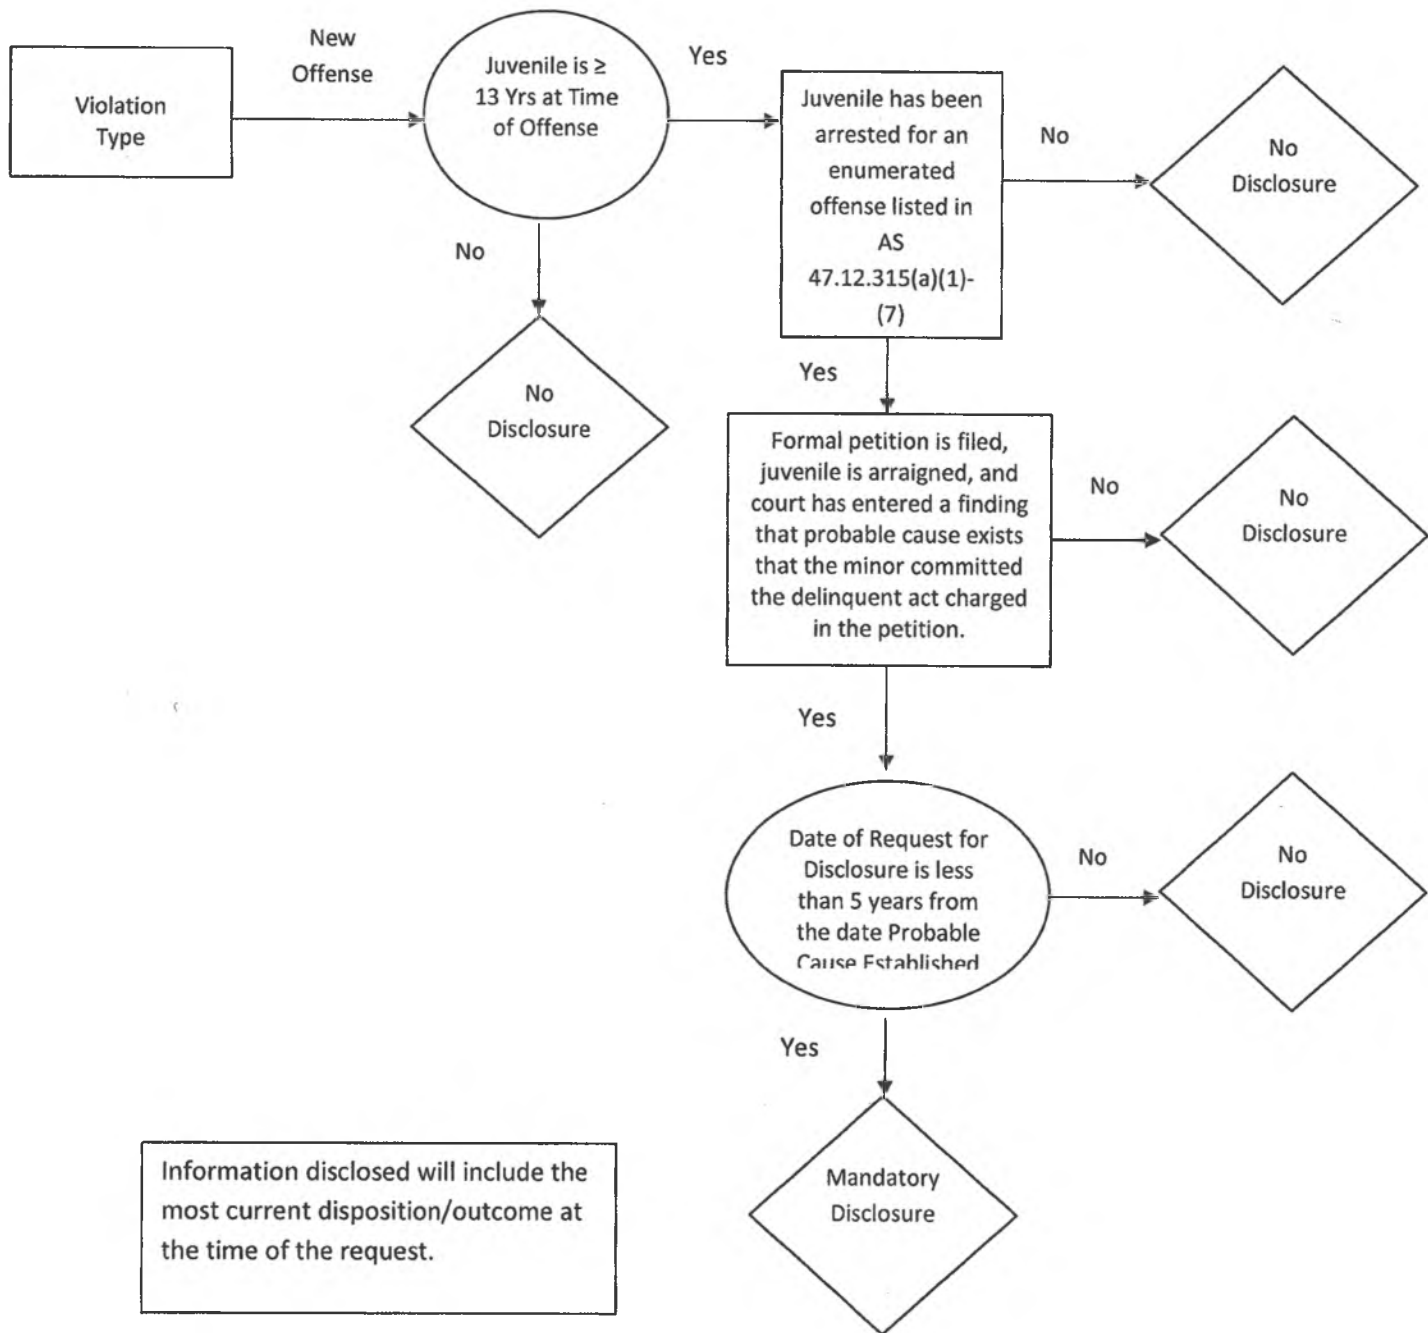 Violation
Type
New
Offense
Juvenile is ≥
13 Yrs at Time
of Offense
Yes
Juvenile has been
arrested for an
enumerated
offense listed in
AS
47.12.315(a)(1)-
(7)
No
No
Disclosure
No
No
Disclosure
Yes
Formal petition is filed,
juvenile is arraigned, and
court has entered a finding
that probable cause exists
that the minor committed
the delinquent act charged
in the petition.
No
No
Disclosure
Yes
Date of Request for
Disclosure is less
than 5 years from
the date Probable
Cause Established
No
No
Disclosure
Yes
Mandatory
Disclosure
Information disclosed will include the
most current disposition/outcome at
the time of the request.